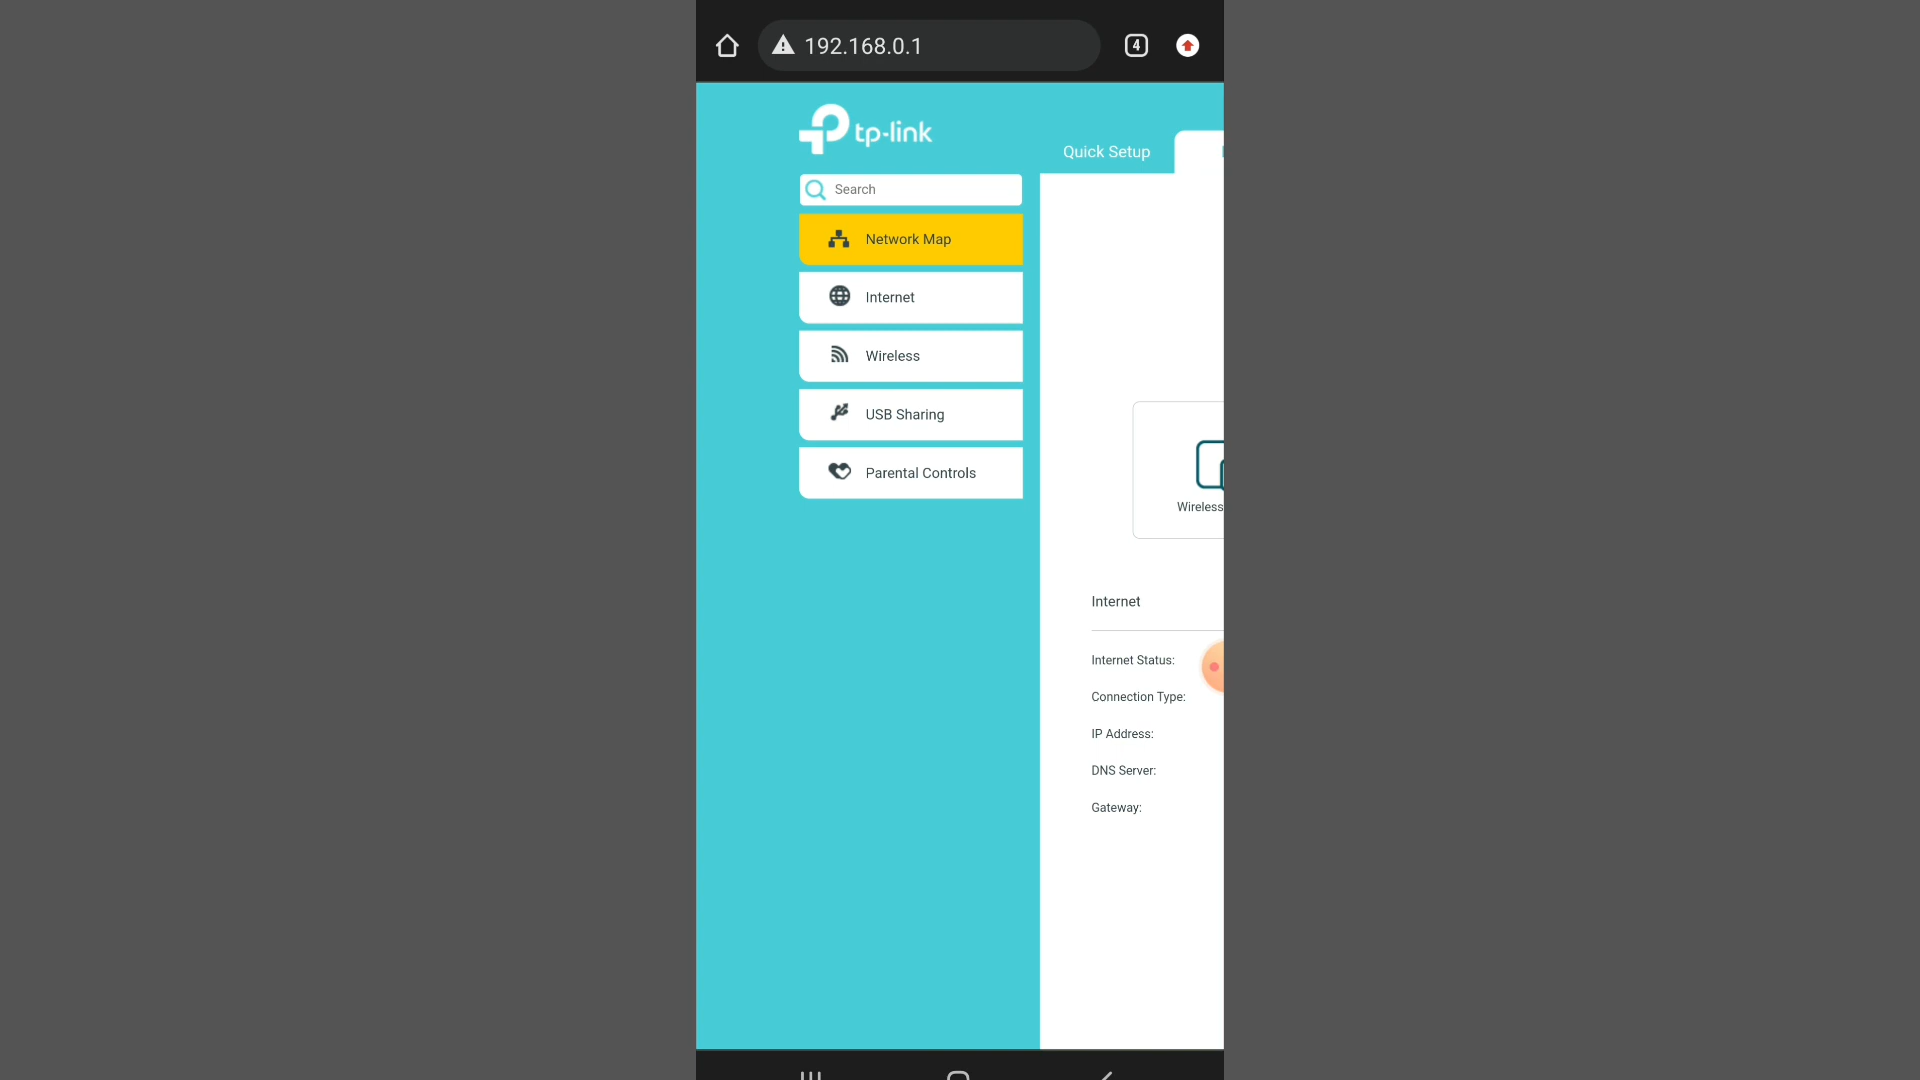 192.168.0.1
4
tp-link
Quick Setup
Search
Network Map
Internet
Wireless
USB Sharing
Parental Controls
Wireless
Internet
Internet Status:
Connection Type:
IP Address:
DNS Server:
Gateway: